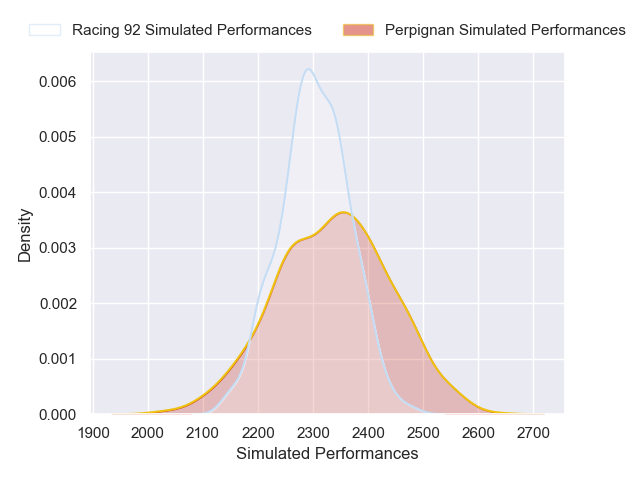 Racing 92 Simulated Performances Perpignan Simulated Performances
0.006
0.005
0.004
0.003
0.002
0.001
0.000
Density
1900 2000 2100 2200 2300 2400 2500 2600 2700
Simulated Performances